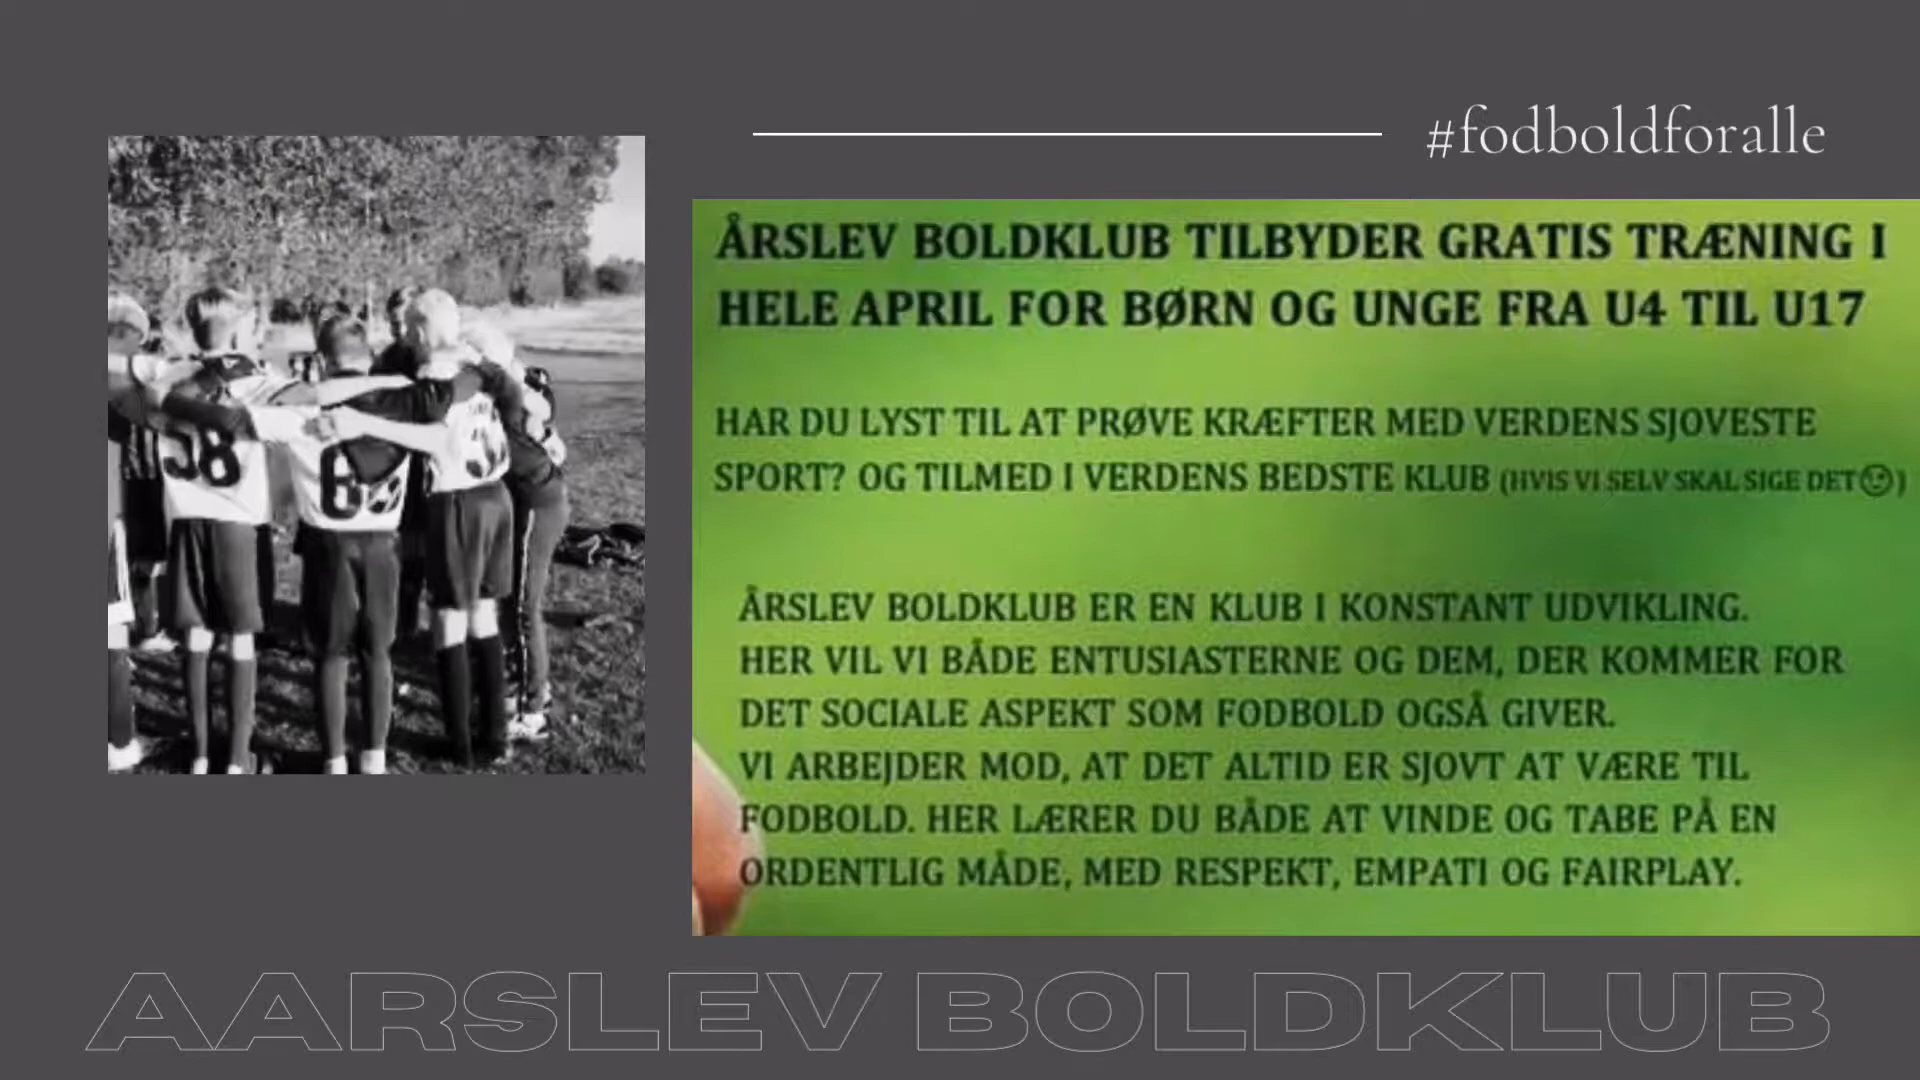 #fodboldforalle
ÅRSLEV BOLDKLUB TILBYDER GRATIS TRÆNING I
HELE APRIL FOR BØRN OG UNGE FRA U4 TIL U17
HAR DU LYST TIL AT PRØVE KRÆFTER MED VERDENS SJOVESTE
SPORT? OG TILMED I VERDENS BEDSTE KLUB (HVIS VI SELV SKAL SIGE DET😉)
ÅRSLEV BOLDKLUB ER EN KLUB I KONSTANT UDVIKLING.
HER VIL VI BÅDE ENTUSIASTERNE OG DEM, DER KOMMER FOR
DET SOCIALE ASPEKT SOM FODBOLD OGSÅ GIVER.
VI ARBEJDER MOD, AT DET ALTID ER SJOVT AT VÆRE TIL
FODBOLD. HER LÆRER DU BÅDE AT VINDE OG TABE PÅ EN
ORDENTLIG MÅDE, MED RESPEKT, EMPATI OG FAIRPLAY.
58
AARSLEV BOLDKLUB